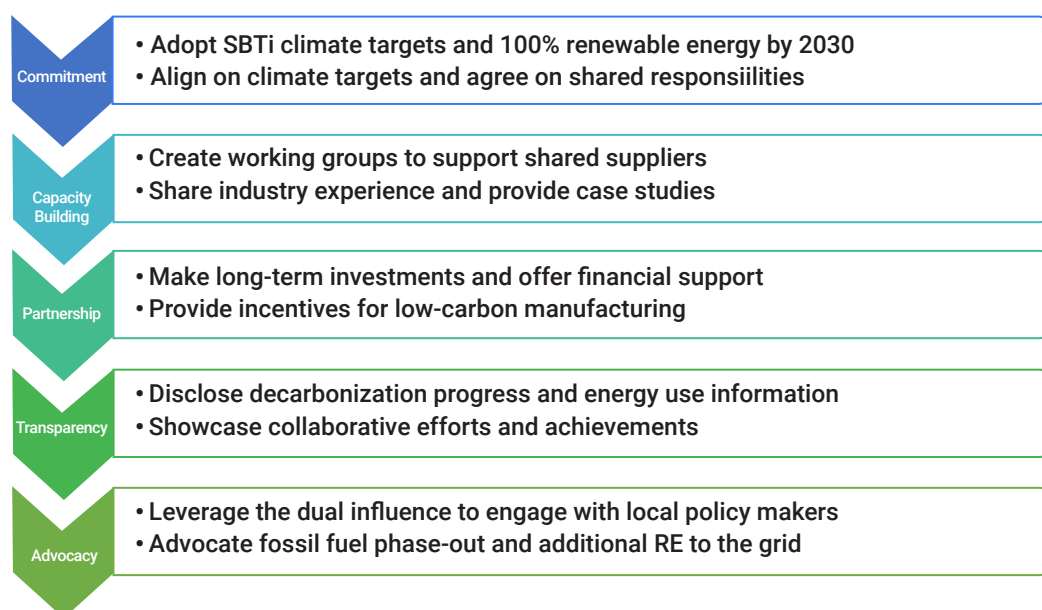 Commitment
• Adopt SBTi climate targets and 100% renewable energy by 2030
• Align on climate targets and agree on shared responsiilities
Capacity
Building
• Create working groups to support shared suppliers
• Share industry experience and provide case studies
Partnership
• Make long-term investments and offer financial support
• Provide incentives for low-carbon manufacturing
Transparency
• Disclose decarbonization progress and energy use information
• Showcase collaborative efforts and achievements
Advocacy
• Leverage the dual influence to engage with local policy makers
• Advocate fossil fuel phase-out and additional RE to the grid